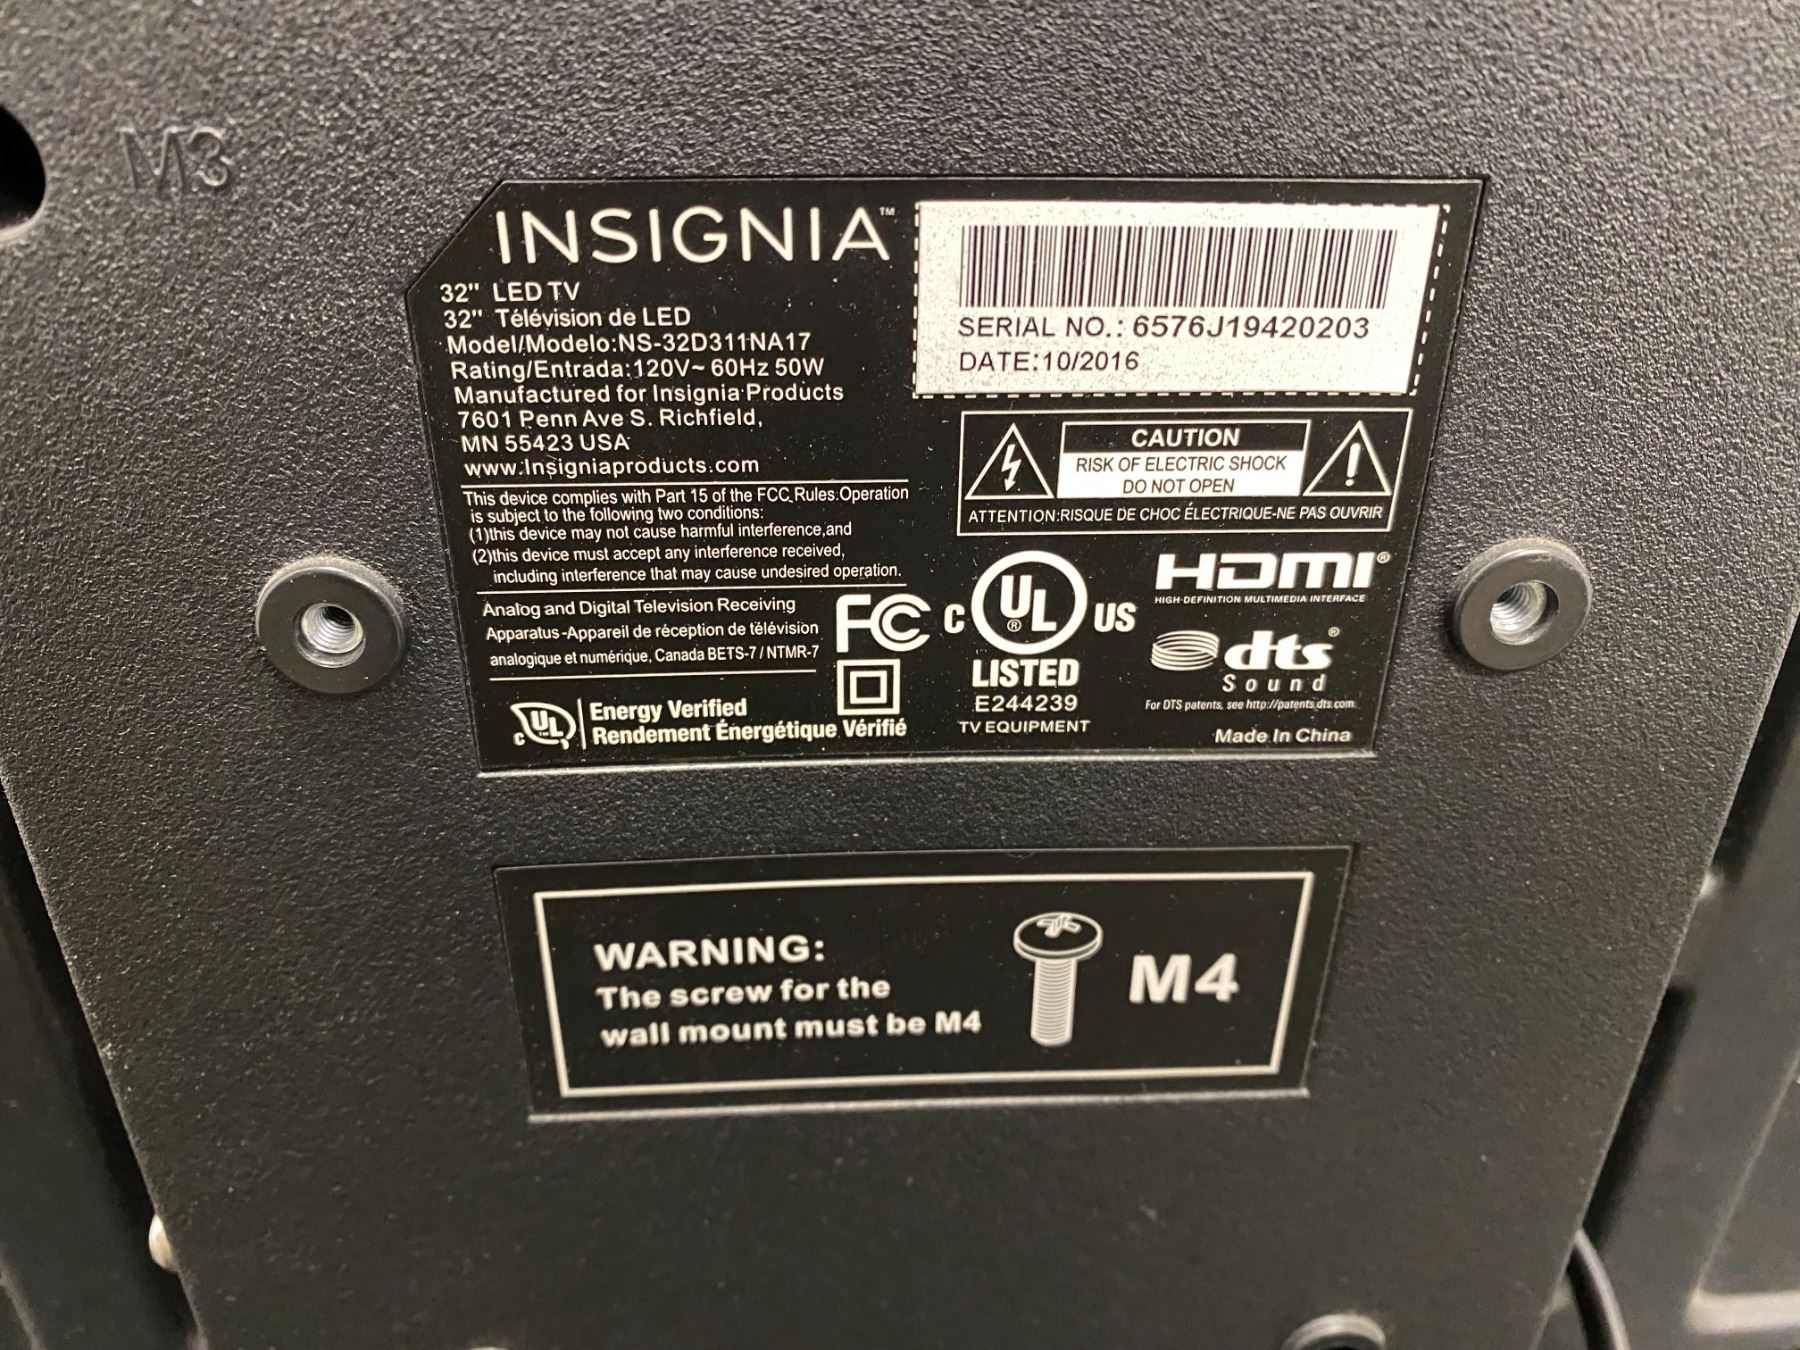 M3
INSIGNIA™
32" LED TV
32" Télévision de LED
Model/Modelo:NS-32D311NA17
Rating/Entrada:120V~ 60Hz 50W
Manufactured for Insignia Products
7601 Penn Ave S. Richfield,
MN 55423 USA
www.Insigniaproducts.com
This device complies with Part 15 of the FCC Rules.Operation
is subject to the following two conditions:
(1)this device may not cause harmful interference,and
(2)this device must accept any interference received,
including interference that may cause undesired operation.
Analog and Digital Television Receiving
Apparatus-Appareil de réception de télévision
analogique et numérique, Canada BETS-7 / NTMR-7
c UL
Energy Verified
Rendement Énergétique Vérifié
SERIAL NO.: 6576J19420203
DATE:10/2016
CAUTION
RISK OF ELECTRIC SHOCK
DO NOT OPEN
ATTENTION:RISQUE DE CHOC ÉLECTRIQUE-NE PAS OUVRIR
FC
C UL® US
LISTED
E244239
TV EQUIPMENT
HDMI®
HIGH-DEFINITION MULTIMEDIA INTERFACE
dts®
Sound
For DTS patents, see http://patents.dts.com.
Made In China
WARNING:
The screw for the
wall mount must be M4
M4